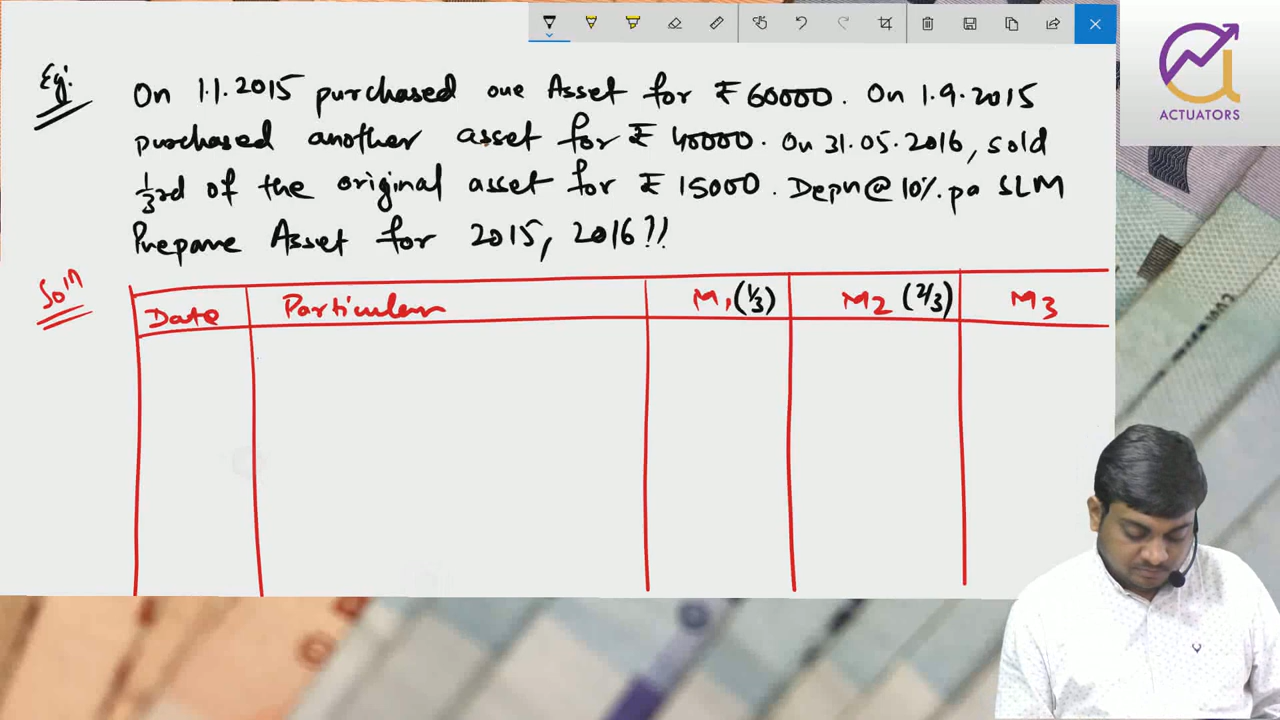 ACTUATORS
Eg:
On 1.1.2015 purchased one Asset for ₹ 60000. On 1.9.2015
purchased another asset for ₹ 40000. On 31.05.2016, sold
1/3rd of the original asset for ₹ 15000. Depn@10%.pa SLM
Prepare Asset for 2015, 2016??
Soln
Date Particulars M1 (1/3) M2 (2/3) M3